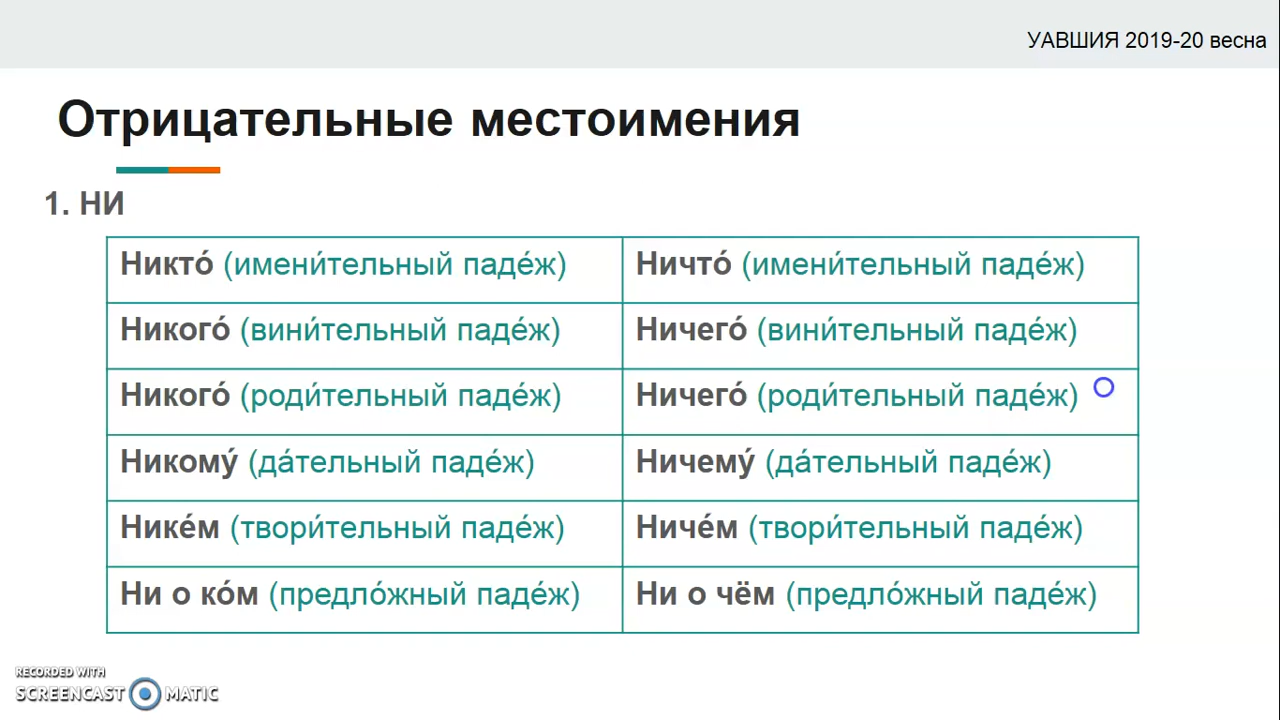 УАВШИЯ 2019-20 весна
Отрицательные местоимения
1. НИ
Никто́ (имени́тельный паде́ж)
Ничто́ (имени́тельный паде́ж)
Никого́ (вини́тельный паде́ж)
Ничего́ (вини́тельный паде́ж)
Никого́ (роди́тельный паде́ж)
Ничего́ (роди́тельный паде́ж)
Никому́ (да́тельный паде́ж)
Ничему́ (да́тельный паде́ж)
Нике́м (твори́тельный паде́ж)
Ниче́м (твори́тельный паде́ж)
Ни о ко́м (предло́жный паде́ж)
Ни о чём (предло́жный паде́ж)
RECORDED WITH
SCREENCAST MATIC